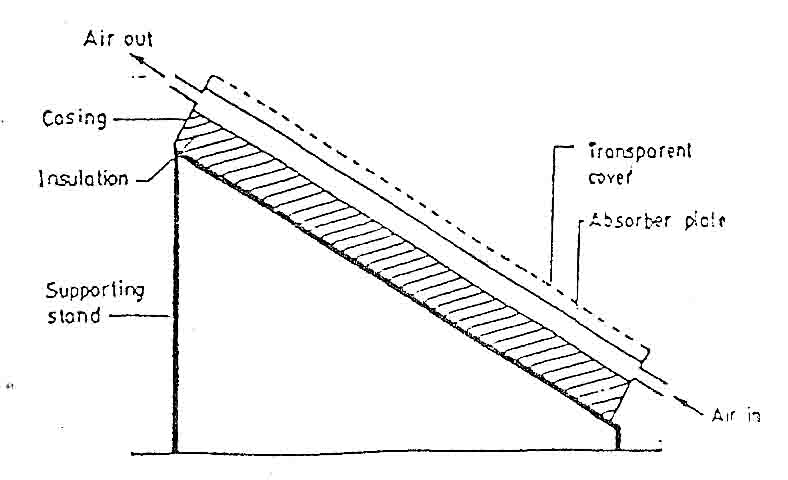 Air out
Casing
Insulation
Transparent
cover
Absorber plate
Supporting
stand
Air in